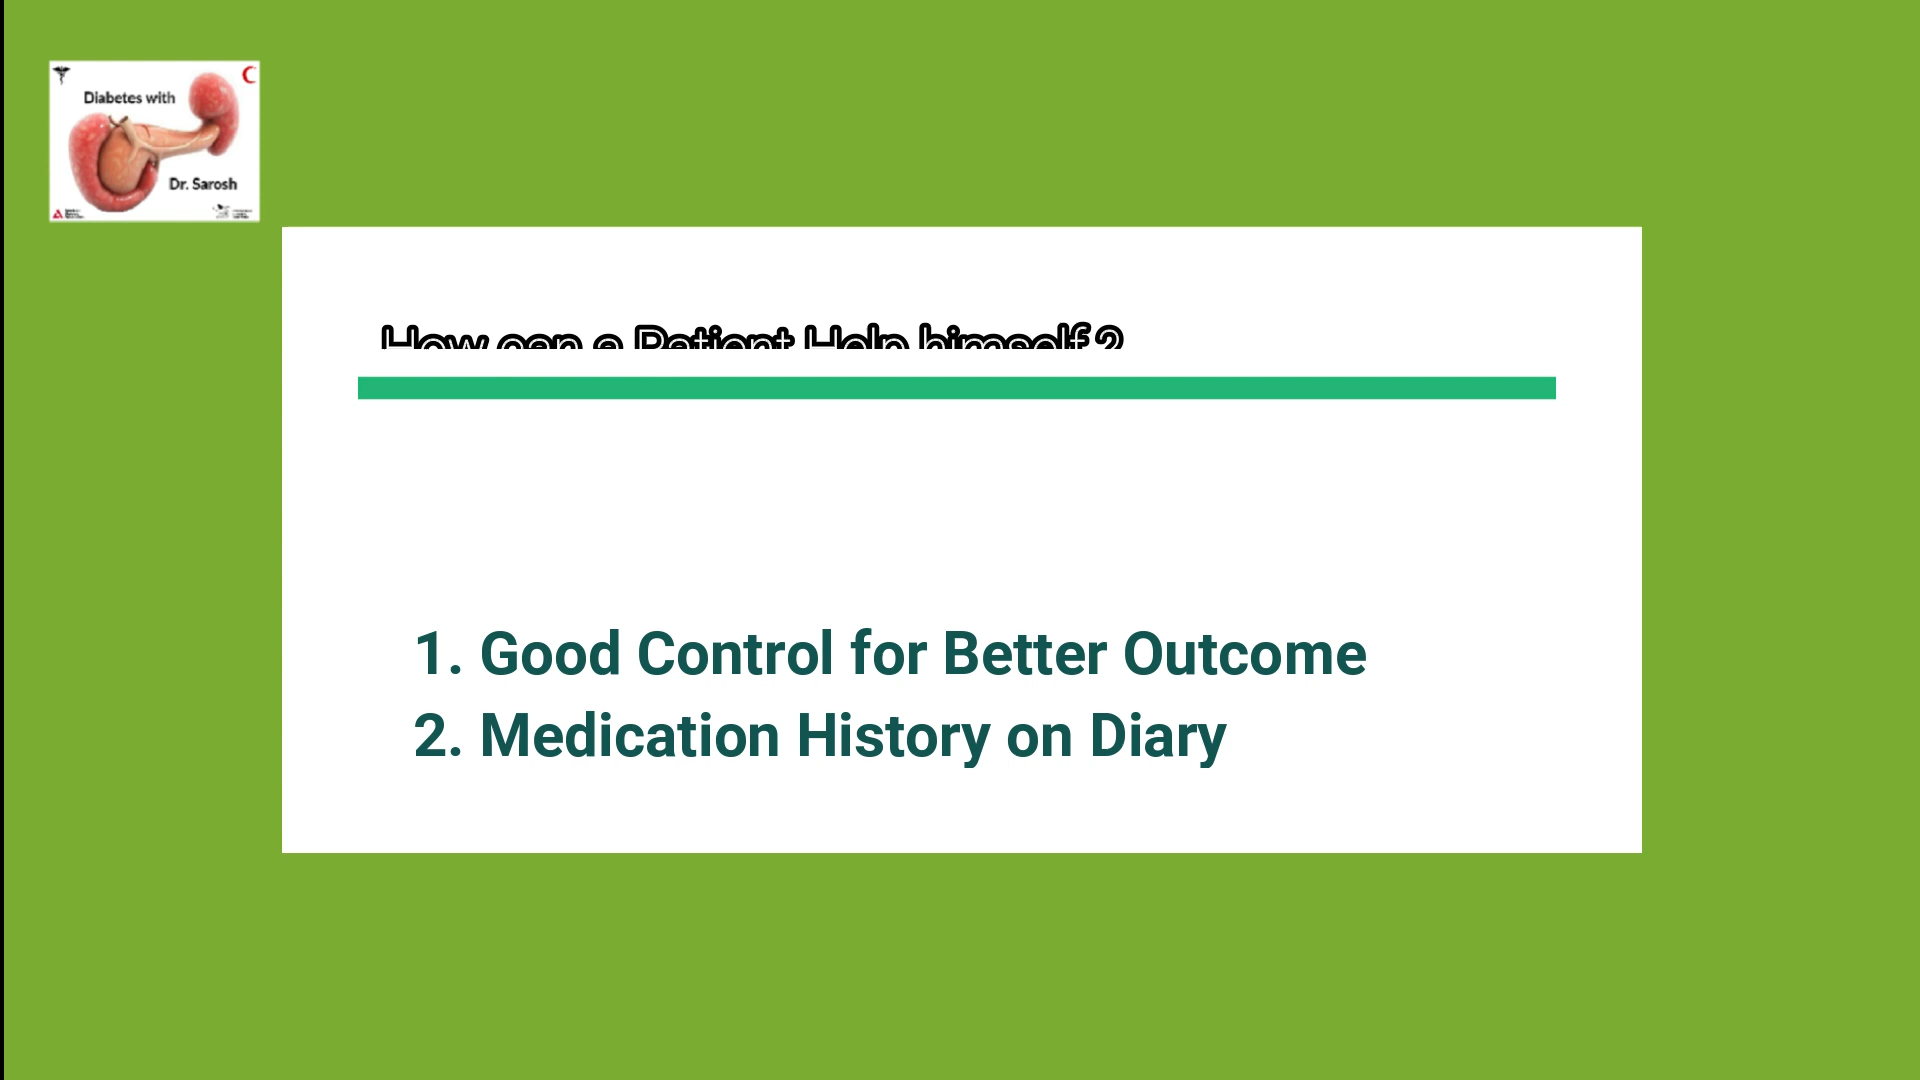 Diabetes with
Dr. Sarosh
How can a Patient Help himself ?
1. Good Control for Better Outcome
2. Medication History on Diary